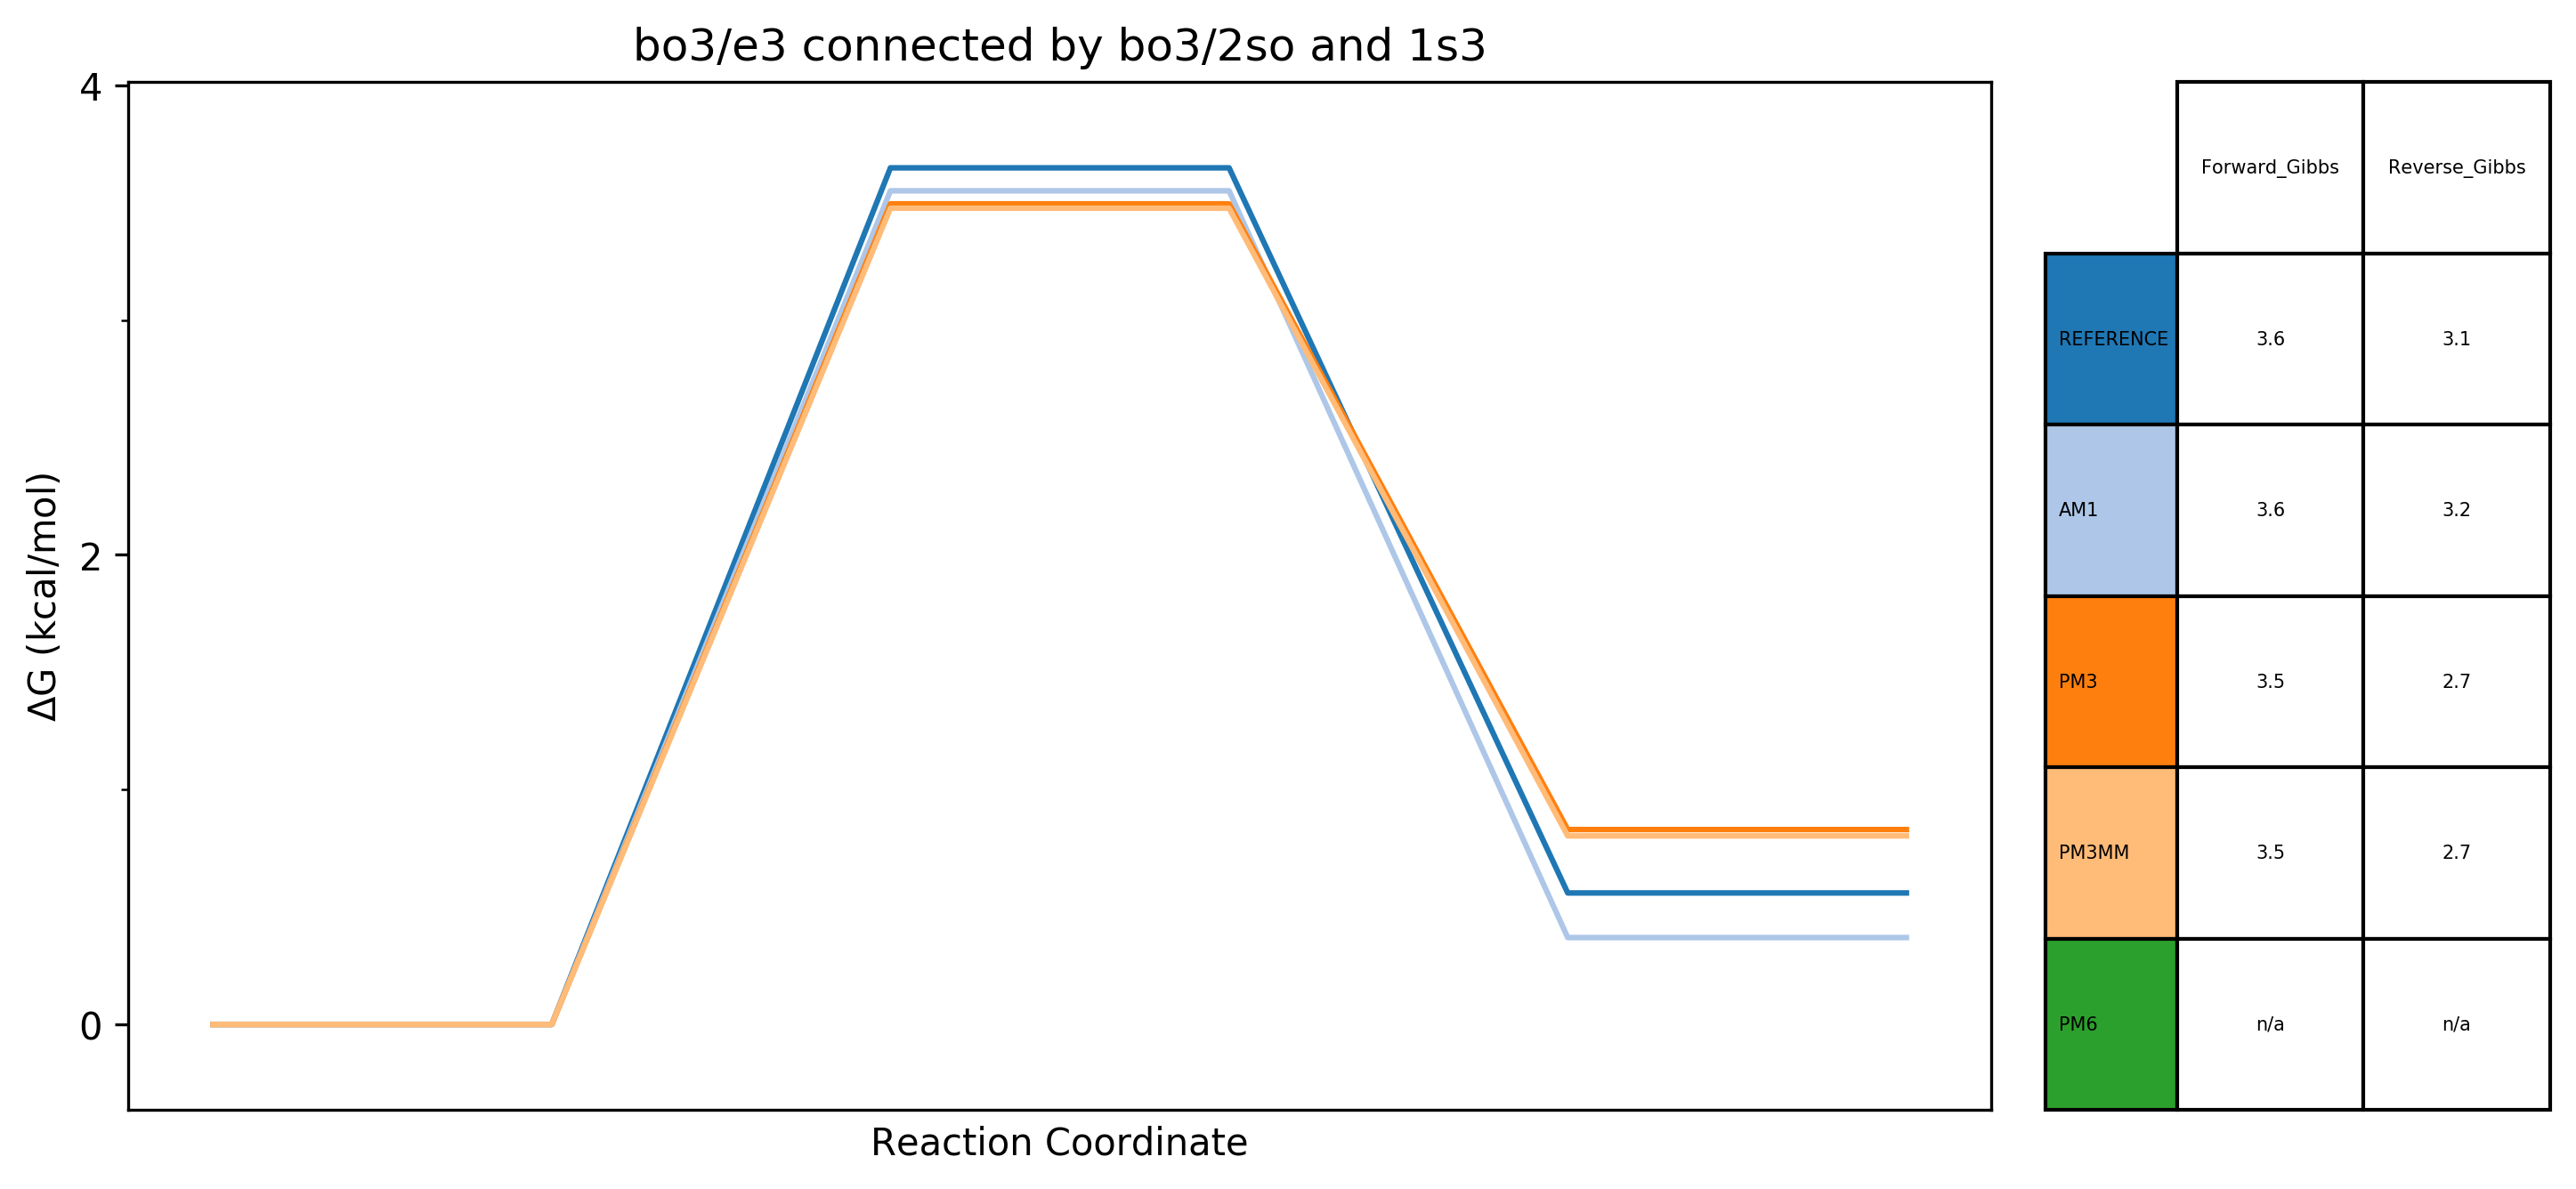 bo3/e3 connected by bo3/2so and 1s3
4
2
0
ΔG (kcal/mol)
Reaction Coordinate
Forward_Gibbs Reverse_Gibbs
REFERENCE 3.6 3.1
AM1 3.6 3.2
PM3 3.5 2.7
PM3MM 3.5 2.7
PM6 n/a n/a